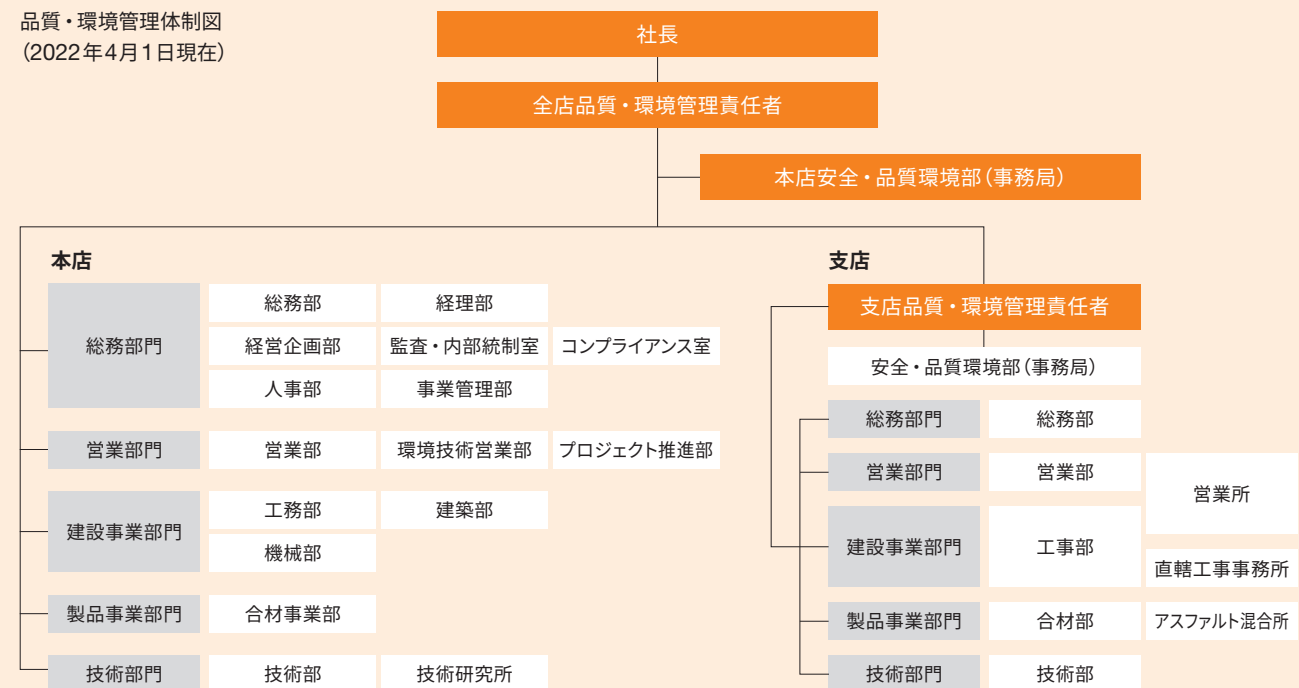 品質・環境管理体制図
（2022年4月1日現在）
社長
全店品質・環境管理責任者
本店安全・品質環境部（事務局）
本店
総務部門
総務部
経理部
経営企画部
監査・内部統制室
コンプライアンス室
人事部
事業管理部
営業部門
営業部
環境技術営業部
プロジェクト推進部
建設事業部門
工務部
建築部
機械部
製品事業部門
合材事業部
技術部門
技術部
技術研究所
支店
支店品質・環境管理責任者
安全・品質環境部（事務局）
総務部門
総務部
営業部門
営業部
営業所
建設事業部門
工事部
直轄工事事務所
製品事業部門
合材部
アスファルト混合所
技術部門
技術部